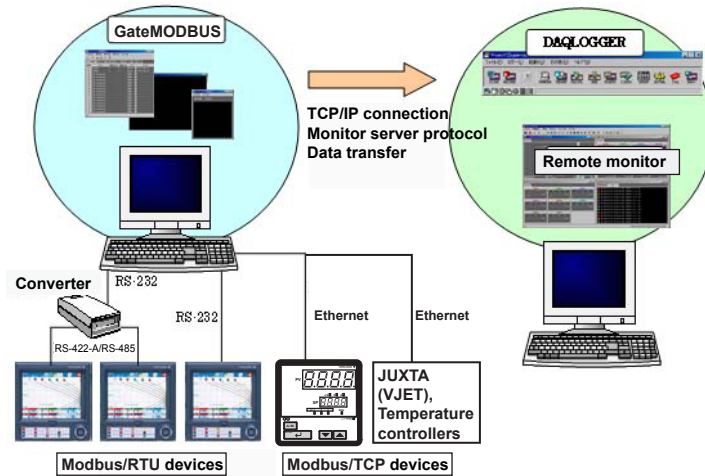 GateMODBUS
DAQLOGGER
TCP/IP connection
Monitor server protocol
Data transfer
Remote monitor
RS-232
Converter
RS-232
Ethernet
Ethernet
RS-422-A/RS-485
JUXTA
(VJET),
Temperature
controllers
Modbus/RTU devices
Modbus/TCP devices